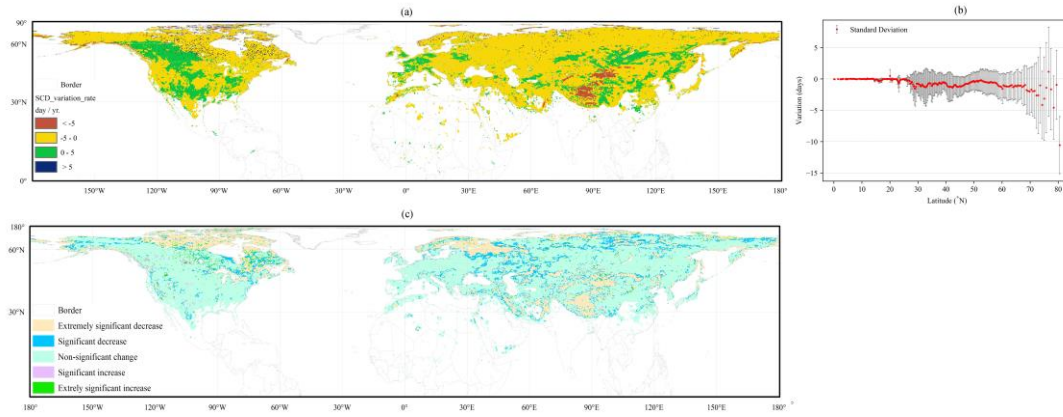 (a)
90°
60°N
30°N
0°
Border
SCD_variation_rate
day / yr.
< -5
-5 - 0
0 - 5
> 5
150°W 120°W 90°W 60°W 30°W 0°E 30°E 60°E 90°E 120°E 150°E 180°E
(b)
Standard Deviation
Variation (days)
5
0
-5
-10
-15
0 10 20 30 40 50 60 70 80
Latitude (°N)
(c)
180°
60°N
30°N
Border
Extremely significant decrease
Significant decrease
Non-significant change
Significant increase
Extrely significant increase
180° 150°W 120°W 90°W 60°W 30°W 0°E 30°E 60°E 90°E 120°E 150°E 180°E